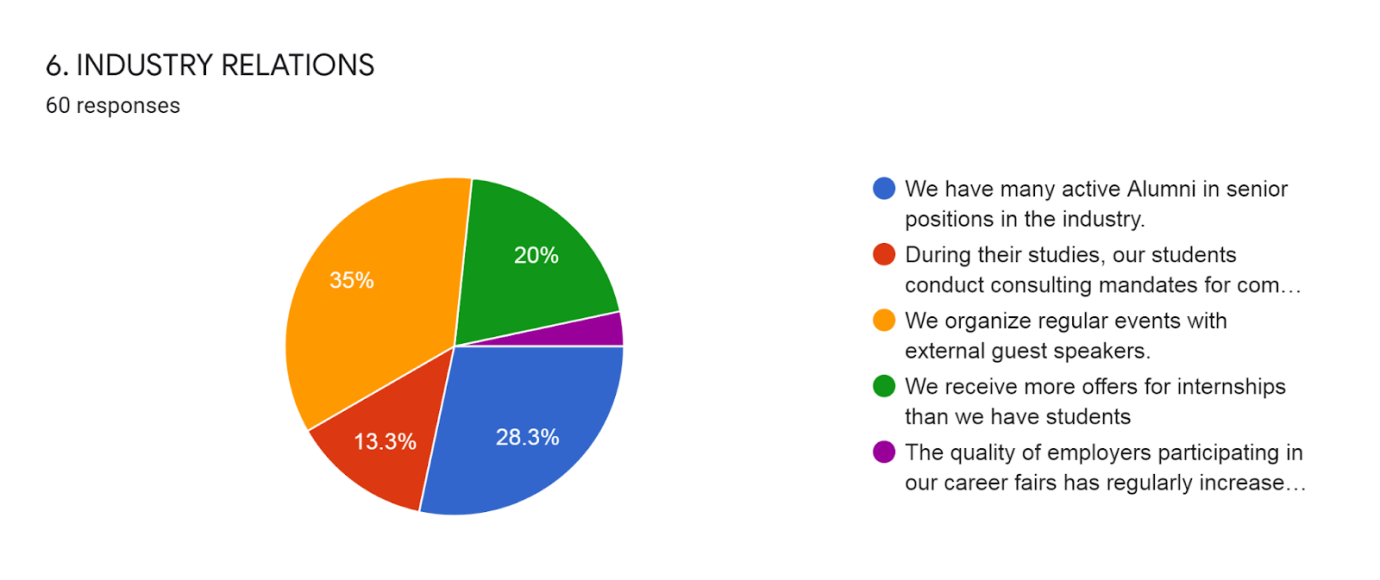 6. INDUSTRY RELATIONS
60 responses
35%
20%
13.3%
28.3%
We have many active Alumni in senior
positions in the industry.
During their studies, our students
conduct consulting mandates for com…
We organize regular events with
external guest speakers.
We receive more offers for internships
than we have students
The quality of employers participating in
our career fairs has regularly increase…